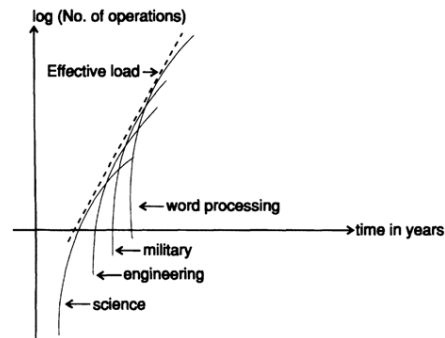 log (No. of operations)
Effective load
word processing
time in years
military
engineering
science